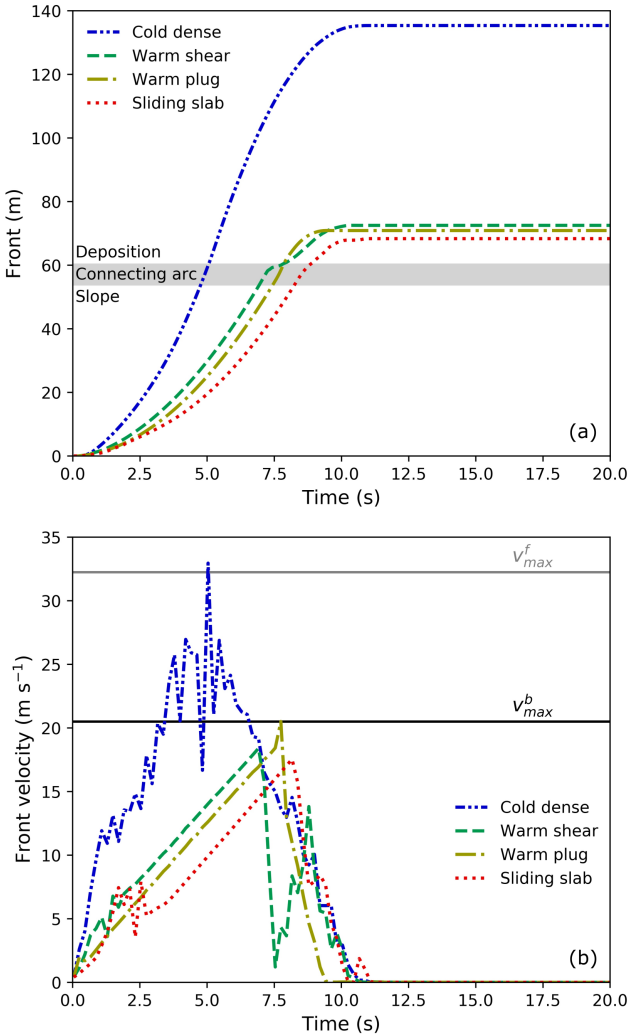 140
120
100
80
60
40
20
0
Front (m)
Cold dense
Warm shear
Warm plug
Sliding slab
Deposition
Connecting arc
Slope
(a)
0.0 2.5 5.0 7.5 10.0 12.5 15.0 17.5 20.0
Time (s)
35
30
25
20
15
10
5
0
Front velocity (m s⁻¹)
v^f_max
v^b_max
Cold dense
Warm shear
Warm plug
Sliding slab
(b)
0.0 2.5 5.0 7.5 10.0 12.5 15.0 17.5 20.0
Time (s)